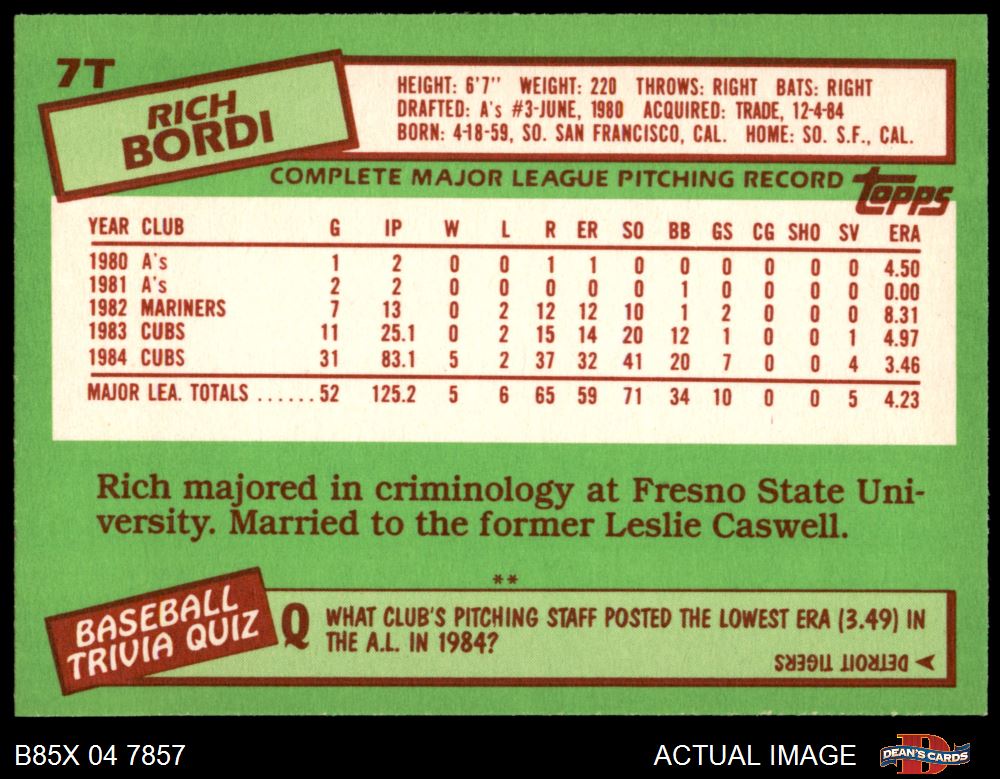 7T
RICH
BORDI
HEIGHT: 6'7" WEIGHT: 220 THROWS: RIGHT BATS: RIGHT
DRAFTED: A's #3-JUNE, 1980 ACQUIRED: TRADE, 12-4-84
BORN: 4-18-59, SO. SAN FRANCISCO, CAL. HOME: SO. S.F., CAL.
COMPLETE MAJOR LEAGUE PITCHING RECORD topps
YEAR CLUB G IP W L R ER SO BB GS CG SHO SV ERA
1980 A's 1 2 0 0 1 1 0 0 0 0 0 0 4.50
1981 A's 2 2 0 0 0 0 0 1 0 0 0 0 0.00
1982 MARINERS 7 13 0 2 12 12 10 1 2 0 0 0 8.31
1983 CUBS 11 25.1 0 2 15 14 20 12 1 0 0 1 4.97
1984 CUBS 31 83.1 5 2 37 32 41 20 7 0 0 4 3.46
MAJOR LEA. TOTALS ......52 125.2 5 6 65 59 71 34 10 0 0 5 4.23
Rich majored in criminology at Fresno State Uni-
versity. Married to the former Leslie Caswell.
**
BASEBALL
TRIVIA QUIZ
Q WHAT CLUB'S PITCHING STAFF POSTED THE LOWEST ERA (3.49) IN
THE A.L. IN 1984?
DETROIT TIGERS
B85X 04 7857 ACTUAL IMAGE DEAN'S CARDS